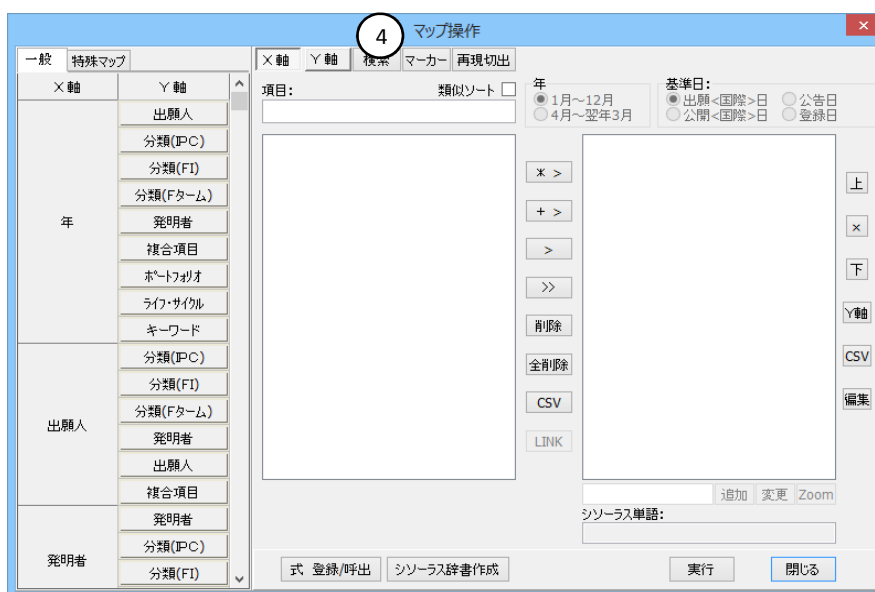 マップ操作
×
④
一般 特殊マップ
X軸 Y軸 検索 マーカー 再現切出
X軸 Y軸
年
出願人
分類(IPC)
分類(FI)
分類(Fターム)
発明者
複合項目
ポートフォリオ
ライフ・サイクル
キーワード
出願人
分類(IPC)
分類(FI)
分類(Fターム)
発明者
出願人
複合項目
発明者
発明者
分類(IPC)
分類(FI)
項目: 類似ソート
年
1月～12月
4月～翌年3月
基準日:
出願<国際>日 公告日
公開<国際>日 登録日
* >
+ >
>
>>
削除
全削除
CSV
LINK
上
×
下
Y軸
CSV
編集
追加 変更 Zoom
シソーラス単語:
式 登録/呼出 シソーラス辞書作成 実行 閉じる